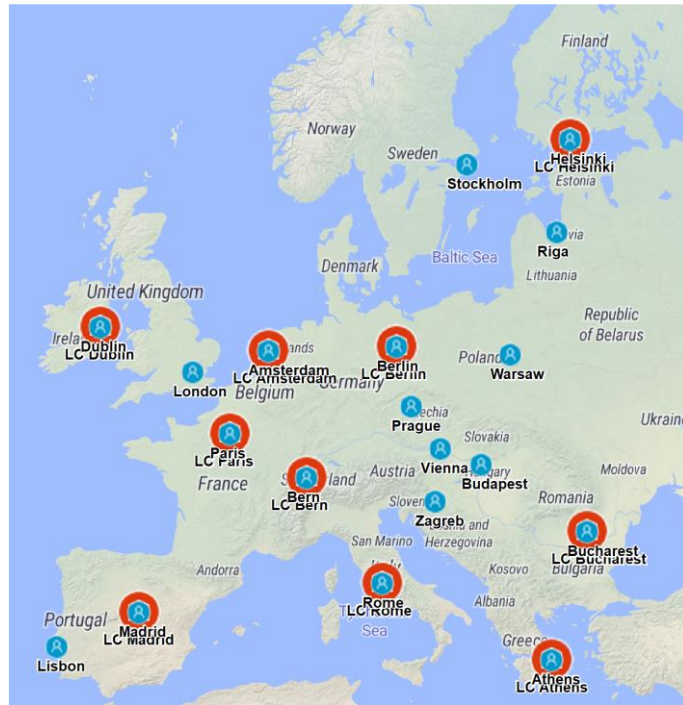 Finland
Norway
Helsinki
LC Helsinki
Sweden
Estonia
Stockholm
Riga
Baltic Sea
Denmark
Lithuania
United Kingdom
Republic
of Belarus
Dublin
LC Dublin
Amsterdam
LC Amsterdam
Berlin
LC Berlin
Poland
Warsaw
London
Belgium
Germany
Prague
Ukraine
Paris
LC Paris
Slovakia
Vienna
Budapest
Moldova
France
Austria
Bern
LC Bern
Zagreb
Romania
San Marino
Herzegovina
Bucharest
LC Bucharest
Bulgaria
Andorra
Kosovo
Rome
LC Rome
Albania
Sea
Portugal
Madrid
LC Madrid
Lisbon
Greece
Athens
LC Athens